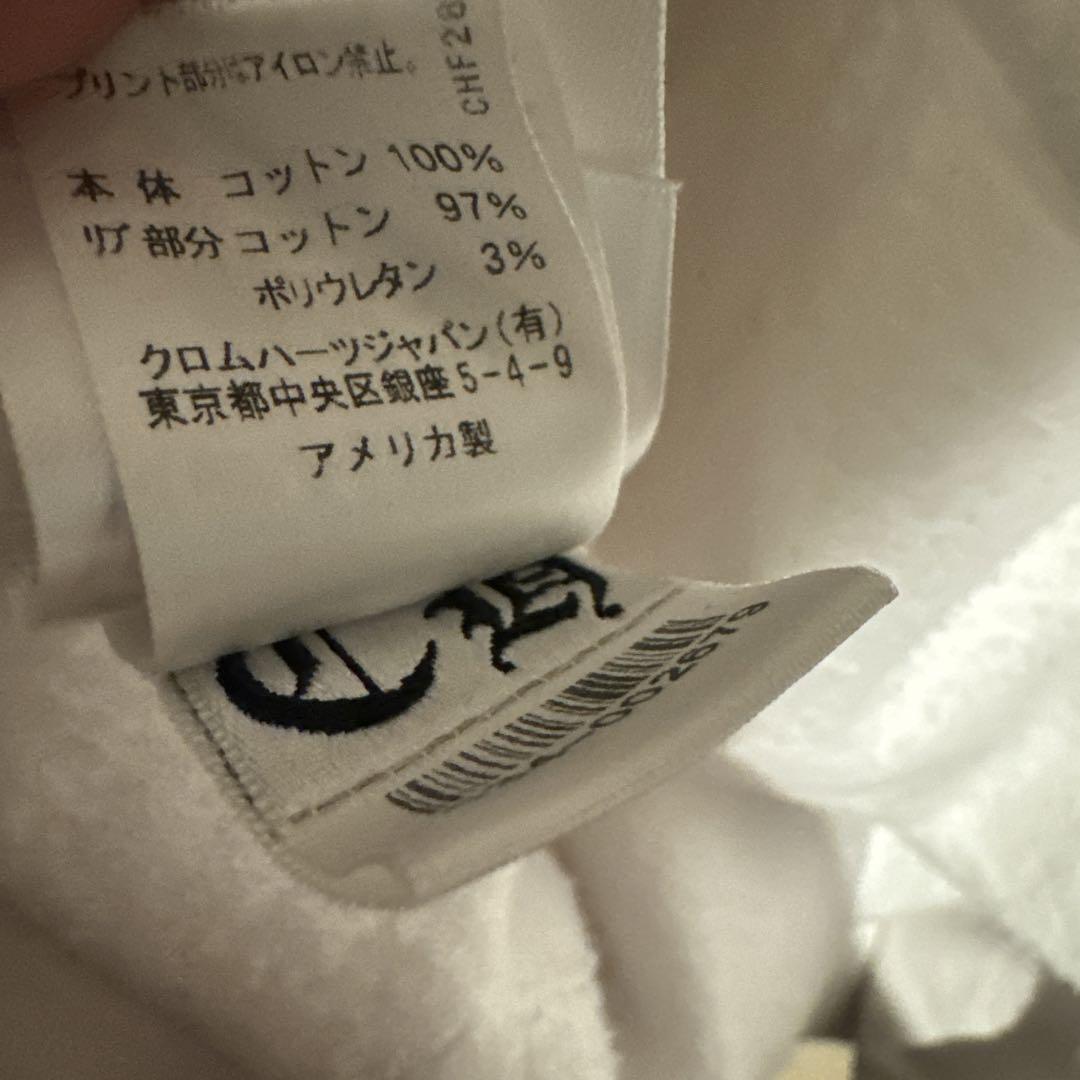 プリント部分はアイロン禁止。
CHF28
本体 コットン 100%
リブ部分 コットン 97%
ポリウレタン 3%
クロムハーツジャパン(有)
東京都中央区銀座5-4-9
アメリカ製
CH